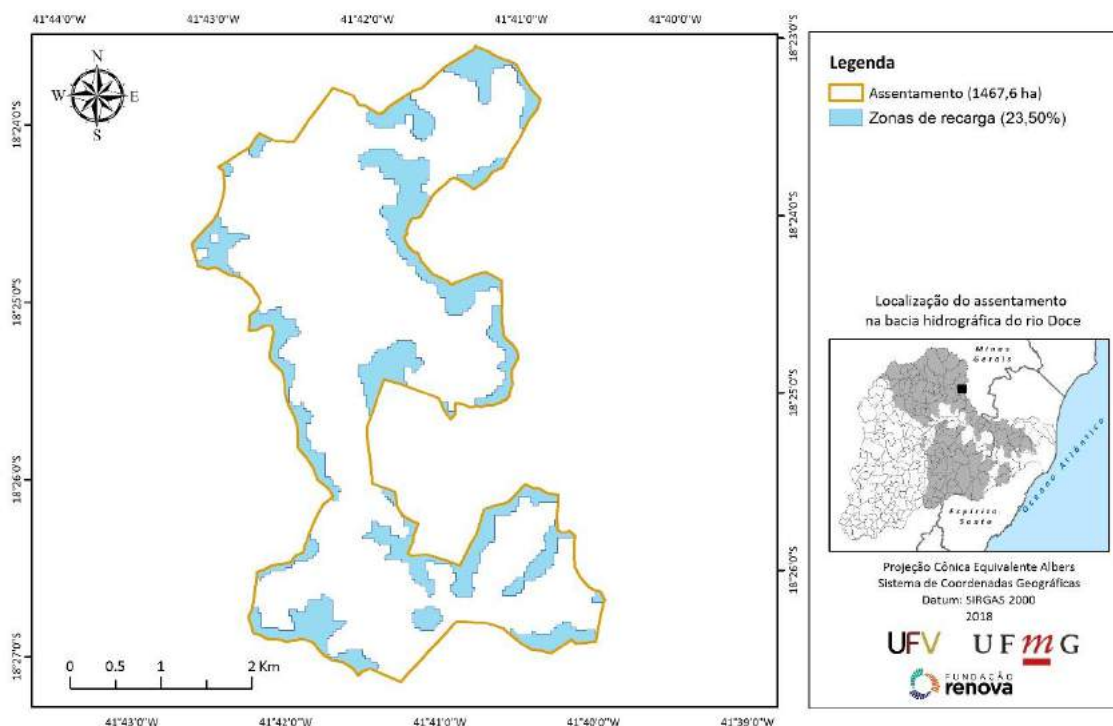 41°44'0"W 41°43'0"W 41°42'0"W 41°41'0"W 41°40'0"W
18°23'0"S
18°24'0"S
18°24'0"S
18°25'0"S
18°25'0"S
18°26'0"S
18°26'0"S
18°27'0"S
N
W E
S
0 0.5 1 2 Km
41°43'0"W 41°42'0"W 41°41'0"W 41°40'0"W 41°39'0"W
Legenda
Assentamento (1467,6 ha)
Zonas de recarga (23,50%)
Localização do assentamento
na bacia hidrográfica do rio Doce
Minas
Gerais
Oceano Atlântico
Espírito
Santo
Projeção Cônica Equivalente Albers
Sistema de Coordenadas Geográficas
Datum: SIRGAS 2000
2018
UFV UFmG
FUNDAÇÃO
renova